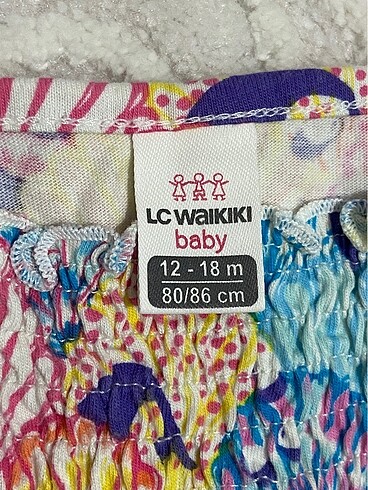 LC WAIKIKI
baby
12 - 18 m
80/86 cm